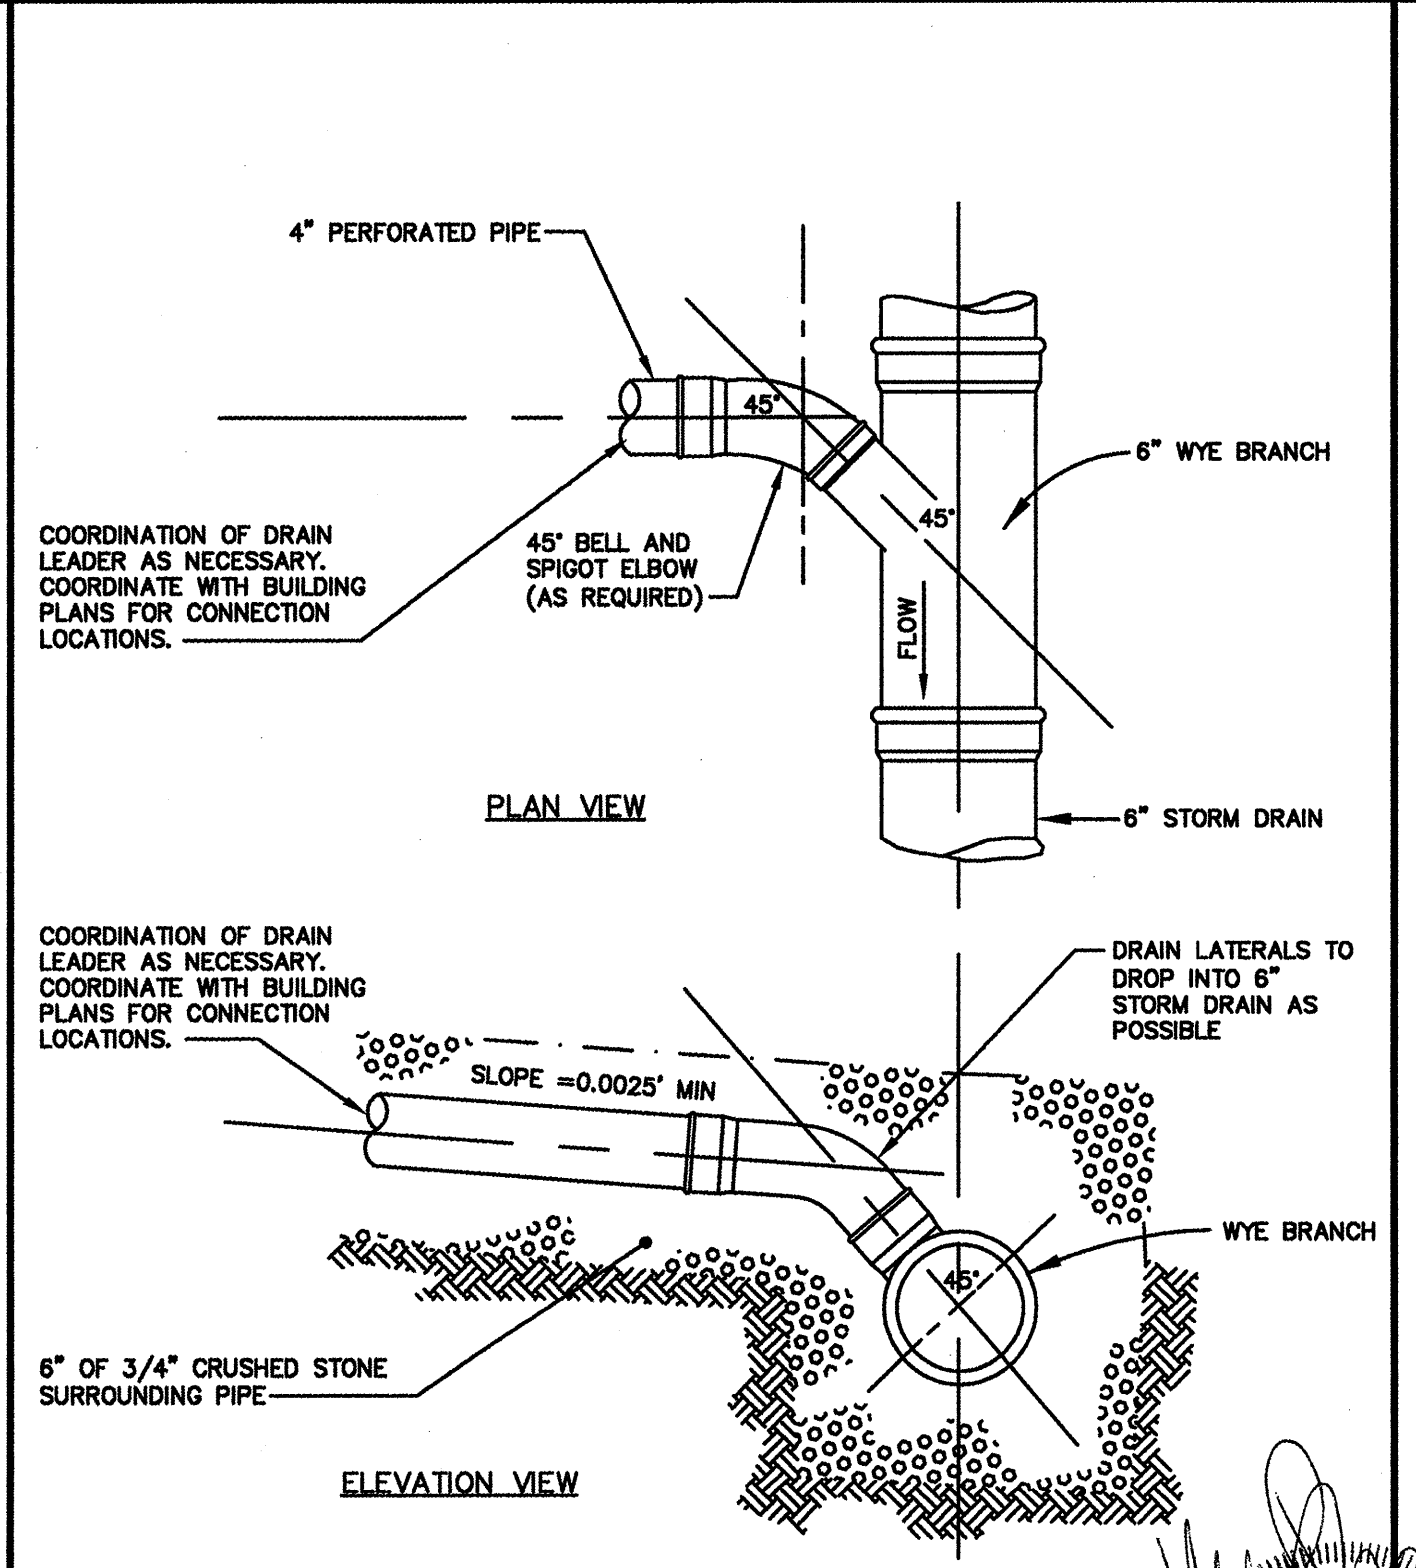 4" PERFORATED PIPE
45°
6" WYE BRANCH
45°
COORDINATION OF DRAIN
LEADER AS NECESSARY.
COORDINATE WITH BUILDING
PLANS FOR CONNECTION
LOCATIONS.
45° BELL AND
SPIGOT ELBOW
(AS REQUIRED)
FLOW
PLAN VIEW
6" STORM DRAIN
COORDINATION OF DRAIN
LEADER AS NECESSARY.
COORDINATE WITH BUILDING
PLANS FOR CONNECTION
LOCATIONS.
DRAIN LATERALS TO
DROP INTO 6"
STORM DRAIN AS
POSSIBLE
SLOPE =0.0025' MIN
WYE BRANCH
45°
6" OF 3/4" CRUSHED STONE
SURROUNDING PIPE
ELEVATION VIEW